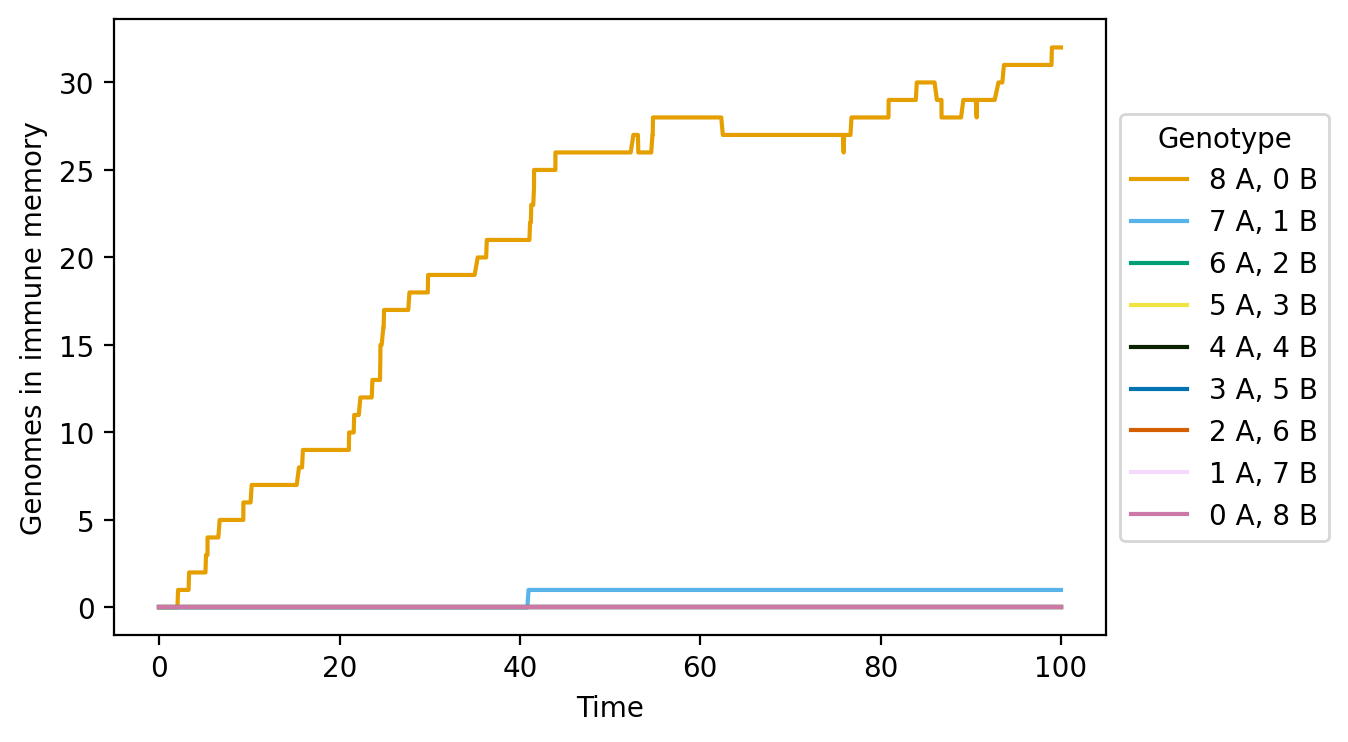 Genomes in immune memory
30
25
20
15
10
5
0
0 20 40 60 80 100
Time
Genotype
8 A, 0 B
7 A, 1 B
6 A, 2 B
5 A, 3 B
4 A, 4 B
3 A, 5 B
2 A, 6 B
1 A, 7 B
0 A, 8 B